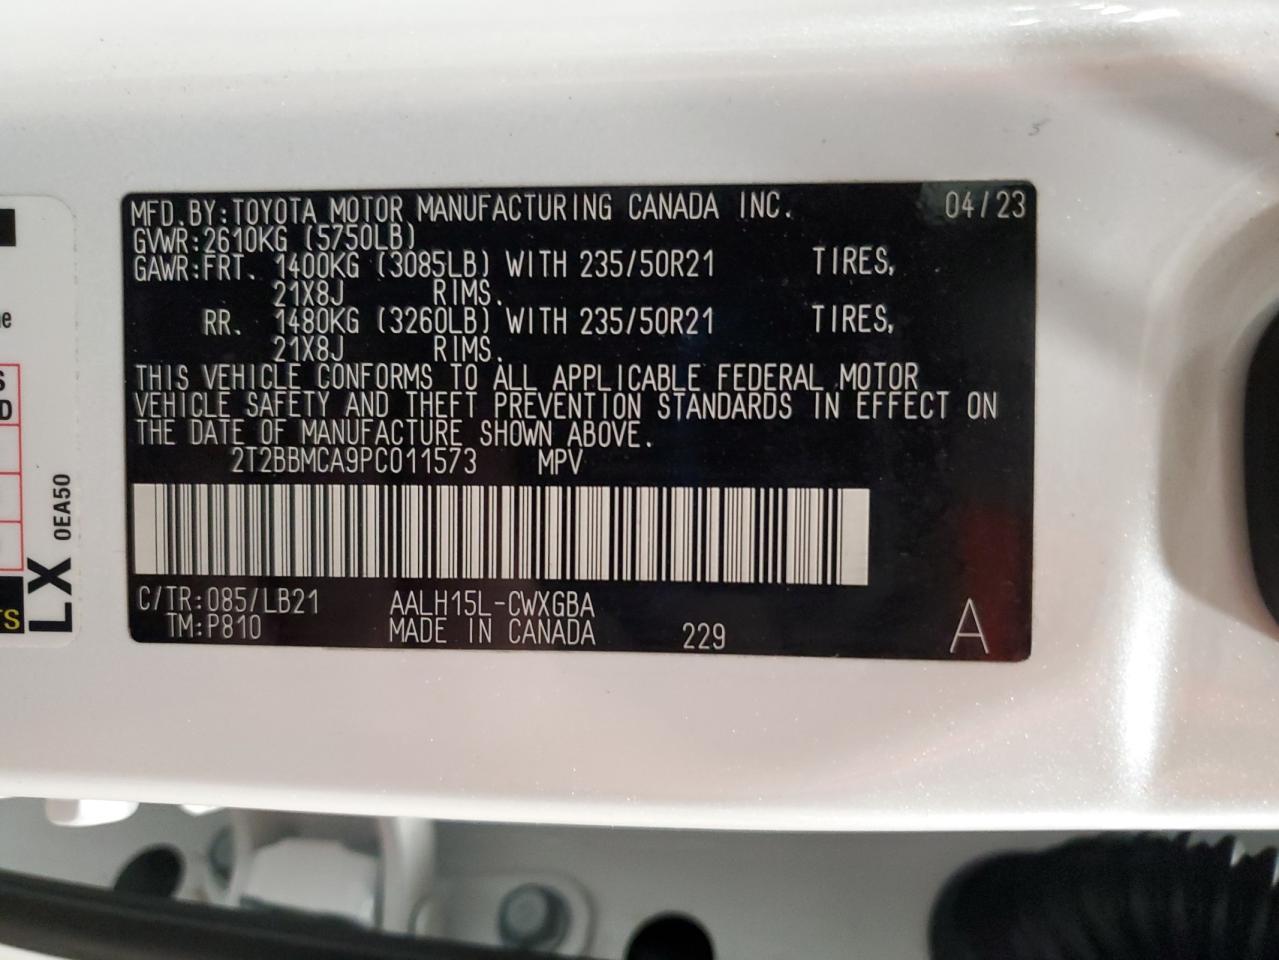 MFD.BY:TOYOTA MOTOR MANUFACTURING CANADA INC. 04/23
GVWR:2610KG (5750LB)
GAWR:FRT. 1400KG (3085LB) WITH 235/50R21 TIRES,
21X8J RIMS.
RR. 1480KG (3260LB) WITH 235/50R21 TIRES,
21X8J RIMS.
THIS VEHICLE CONFORMS TO ALL APPLICABLE FEDERAL MOTOR
VEHICLE SAFETY AND THEFT PREVENTION STANDARDS IN EFFECT ON
THE DATE OF MANUFACTURE SHOWN ABOVE.
2T2BBMCA9PC011573 MPV
C/TR:085/LB21 AALH15L-CWXGBA
TM:P810 MADE IN CANADA 229 A
LX 0EA50